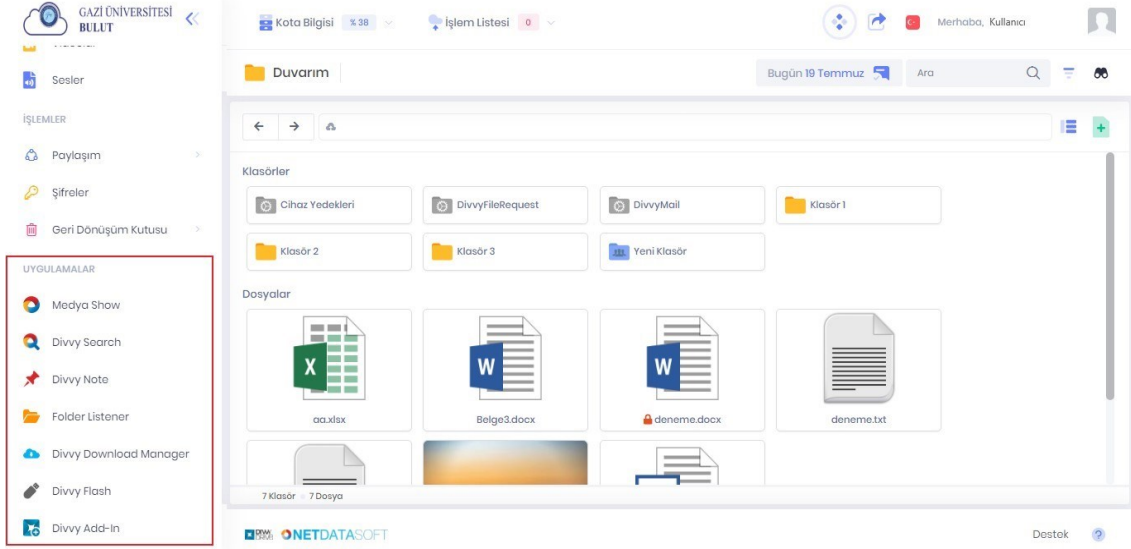 GAZİ ÜNİVERSİTESİ
BULUT
Kota Bilgisi % 38
İşlem Listesi 0
Merhaba, Kullanıcı
Sesler
İŞLEMLER
Paylaşım
Şifreler
Geri Dönüşüm Kutusu
UYGULAMALAR
Medya Show
Divvy Search
Divvy Note
Folder Listener
Divvy Download Manager
Divvy Flash
Divvy Add-In
Duvarım
Bugün 19 Temmuz
Ara
Klasörler
Cihaz Yedekleri
DivvyFileRequest
DivvyMail
Klasör 1
Klasör 2
Klasör 3
Yeni Klasör
Dosyalar
aa.xlsx
Belge3.docx
deneme.docx
deneme.txt
7 Klasör 7 Dosya
NETDATASOFT
Destek